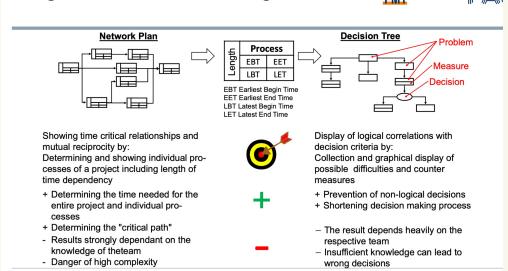 Network Plan
Length
Process
EBT EET
LBT LET
EBT Earliest Begin Time
EET Earliest End Time
LBT Latest Begin Time
LET Latest End Time
Decision Tree
Problem
Measure
Decision
Showing time critical relationships and
mutual reciprocity by:
Determining and showing individual pro-
cesses of a project including length of
time dependency
+ Determining the time needed for the
entire project and individual pro-
cesses
+ Determining the "critical path"
- Results strongly dependant on the
knowledge of theteam
- Danger of high complexity
Display of logical correlations with
decision criteria by:
Collection and graphical display of
possible difficulties and counter
measures
+ Prevention of non-logical decisions
+ Shortening decision making process
– The result depends heavily on the
respective team
– Insufficient knowledge can lead to
wrong decisions